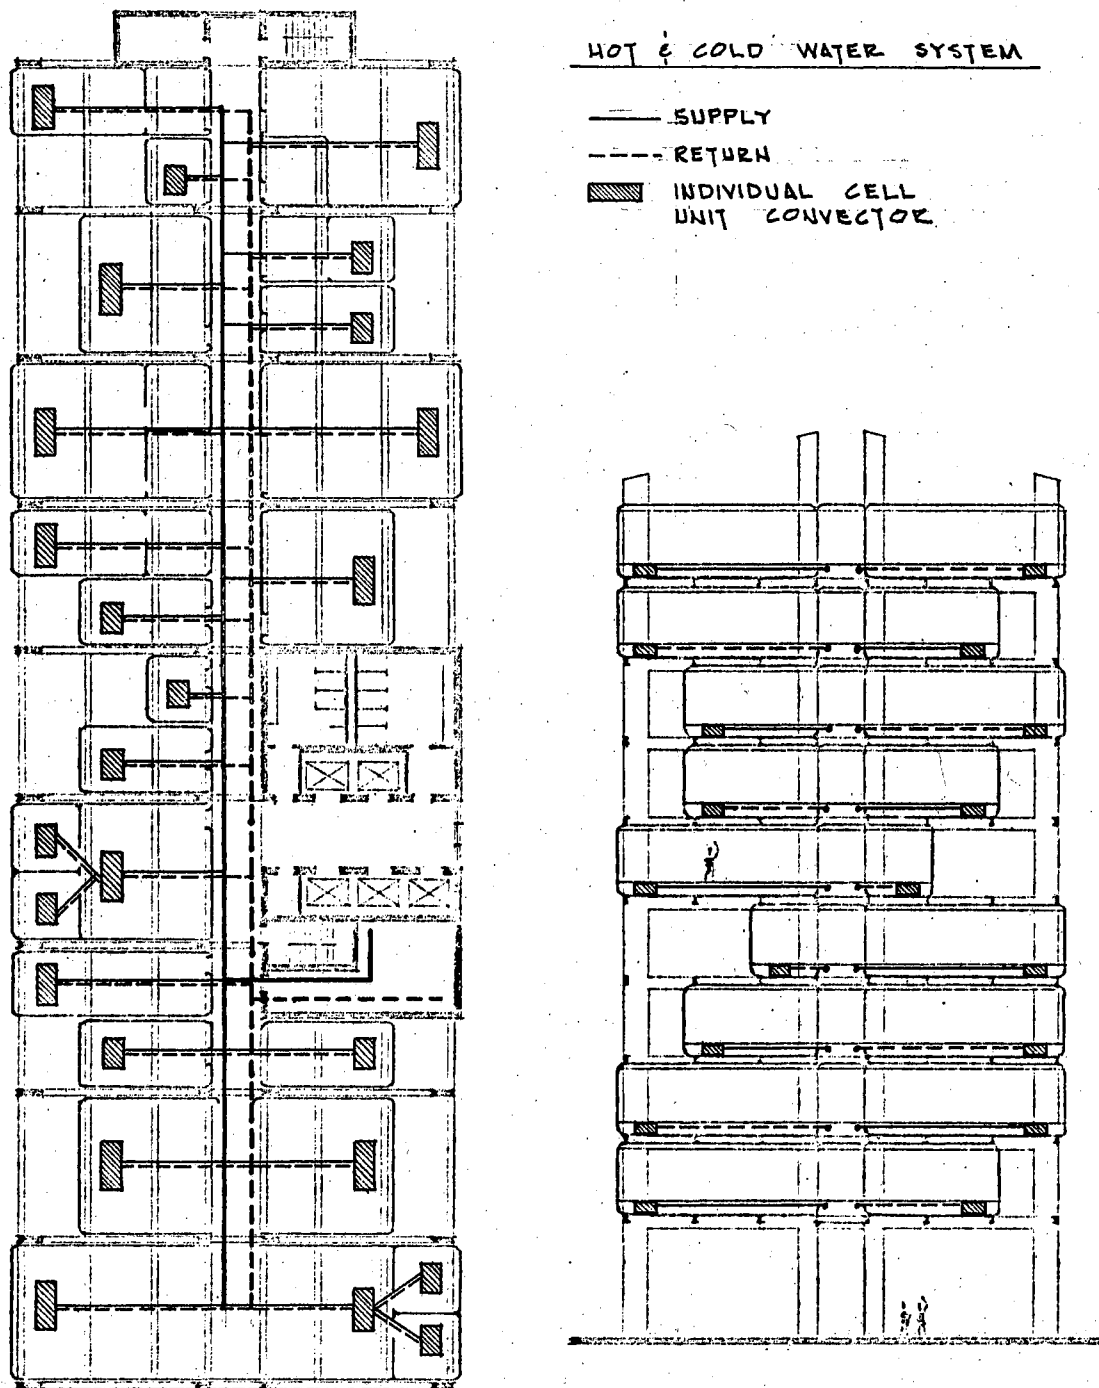 HOT & COLD WATER SYSTEM
SUPPLY
RETURN
INDIVIDUAL CELL
UNIT CONVECTOR